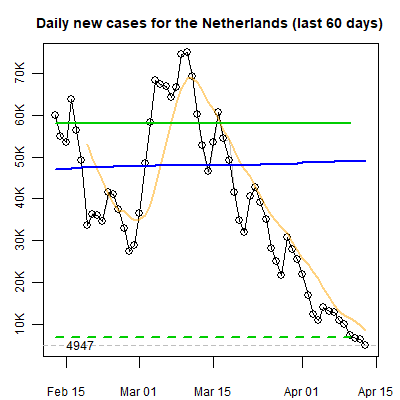 Daily new cases for the Netherlands (last 60 days)
70K
60K
50K
40K
30K
20K
10K
4947
Feb 15 Mar 01 Mar 15 Apr 01 Apr 15